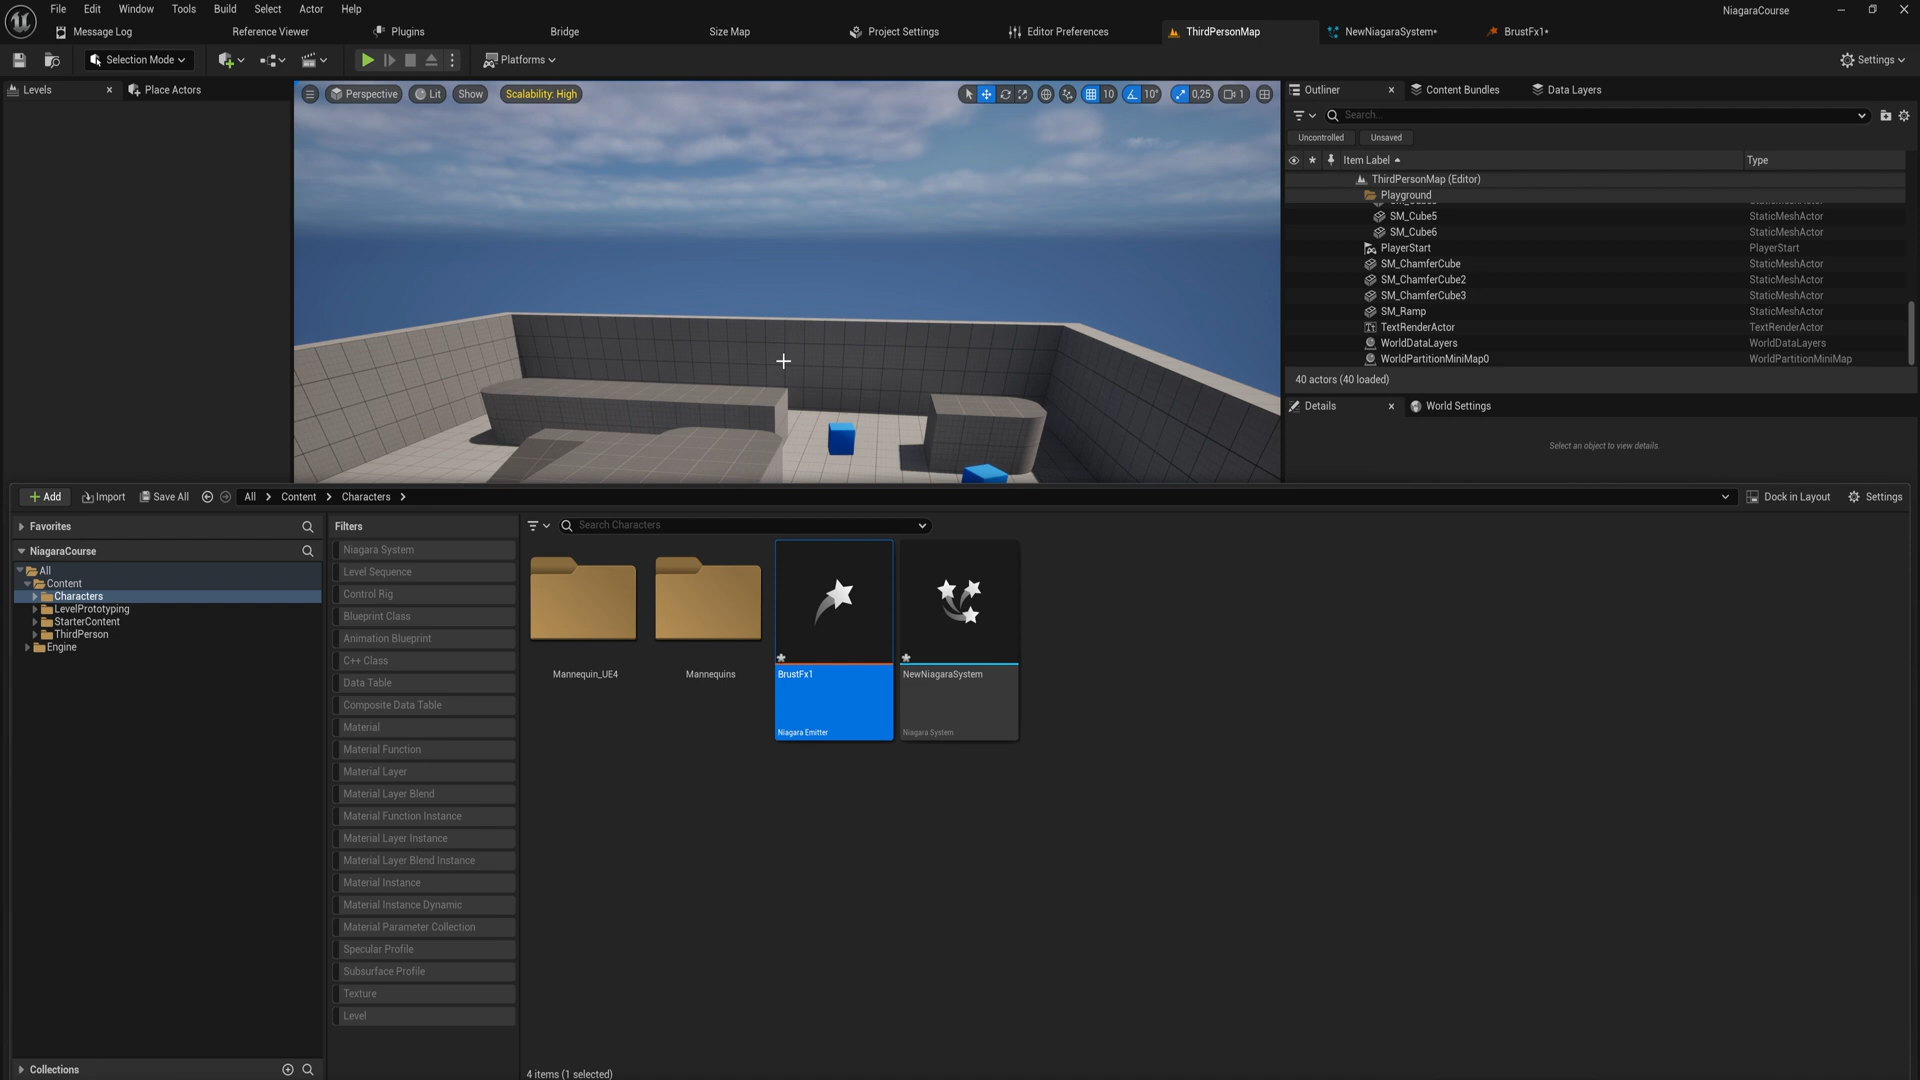 File Edit Window Tools Build Select Actor Help
NiagaraCourse
Message Log Reference Viewer Plugins Bridge Size Map Project Settings Editor Preferences ThirdPersonMap NewNiagaraSystem* BrustFx1*
Selection Mode Platforms Settings
Levels Place Actors
Perspective Lit Show Scalability: High 10 10° 0,25 1
Outliner Content Bundles Data Layers
Search...
Uncontrolled Unsaved
Item Label Type
ThirdPersonMap (Editor)
Playground
SM_Cube5 StaticMeshActor
SM_Cube6 StaticMeshActor
PlayerStart PlayerStart
SM_ChamferCube StaticMeshActor
SM_ChamferCube2 StaticMeshActor
SM_ChamferCube3 StaticMeshActor
SM_Ramp StaticMeshActor
TextRenderActor TextRenderActor
WorldDataLayers WorldDataLayers
WorldPartitionMiniMap0 WorldPartitionMiniMap
40 actors (40 loaded)
Details World Settings
Select an object to view details.
Add Import Save All All Content Characters Dock in Layout Settings
Favorites
NiagaraCourse
All
Content
Characters
LevelPrototyping
StarterContent
ThirdPerson
Engine
Collections
Filters
Niagara System
Level Sequence
Control Rig
Blueprint Class
Animation Blueprint
C++ Class
Data Table
Composite Data Table
Material
Material Function
Material Layer
Material Layer Blend
Material Function Instance
Material Layer Instance
Material Layer Blend Instance
Material Instance
Material Instance Dynamic
Material Parameter Collection
Specular Profile
Subsurface Profile
Texture
Level
Search Characters
Mannequin_UE4 Mannequins BrustFx1 NewNiagaraSystem
Niagara Emitter Niagara System
4 items (1 selected)